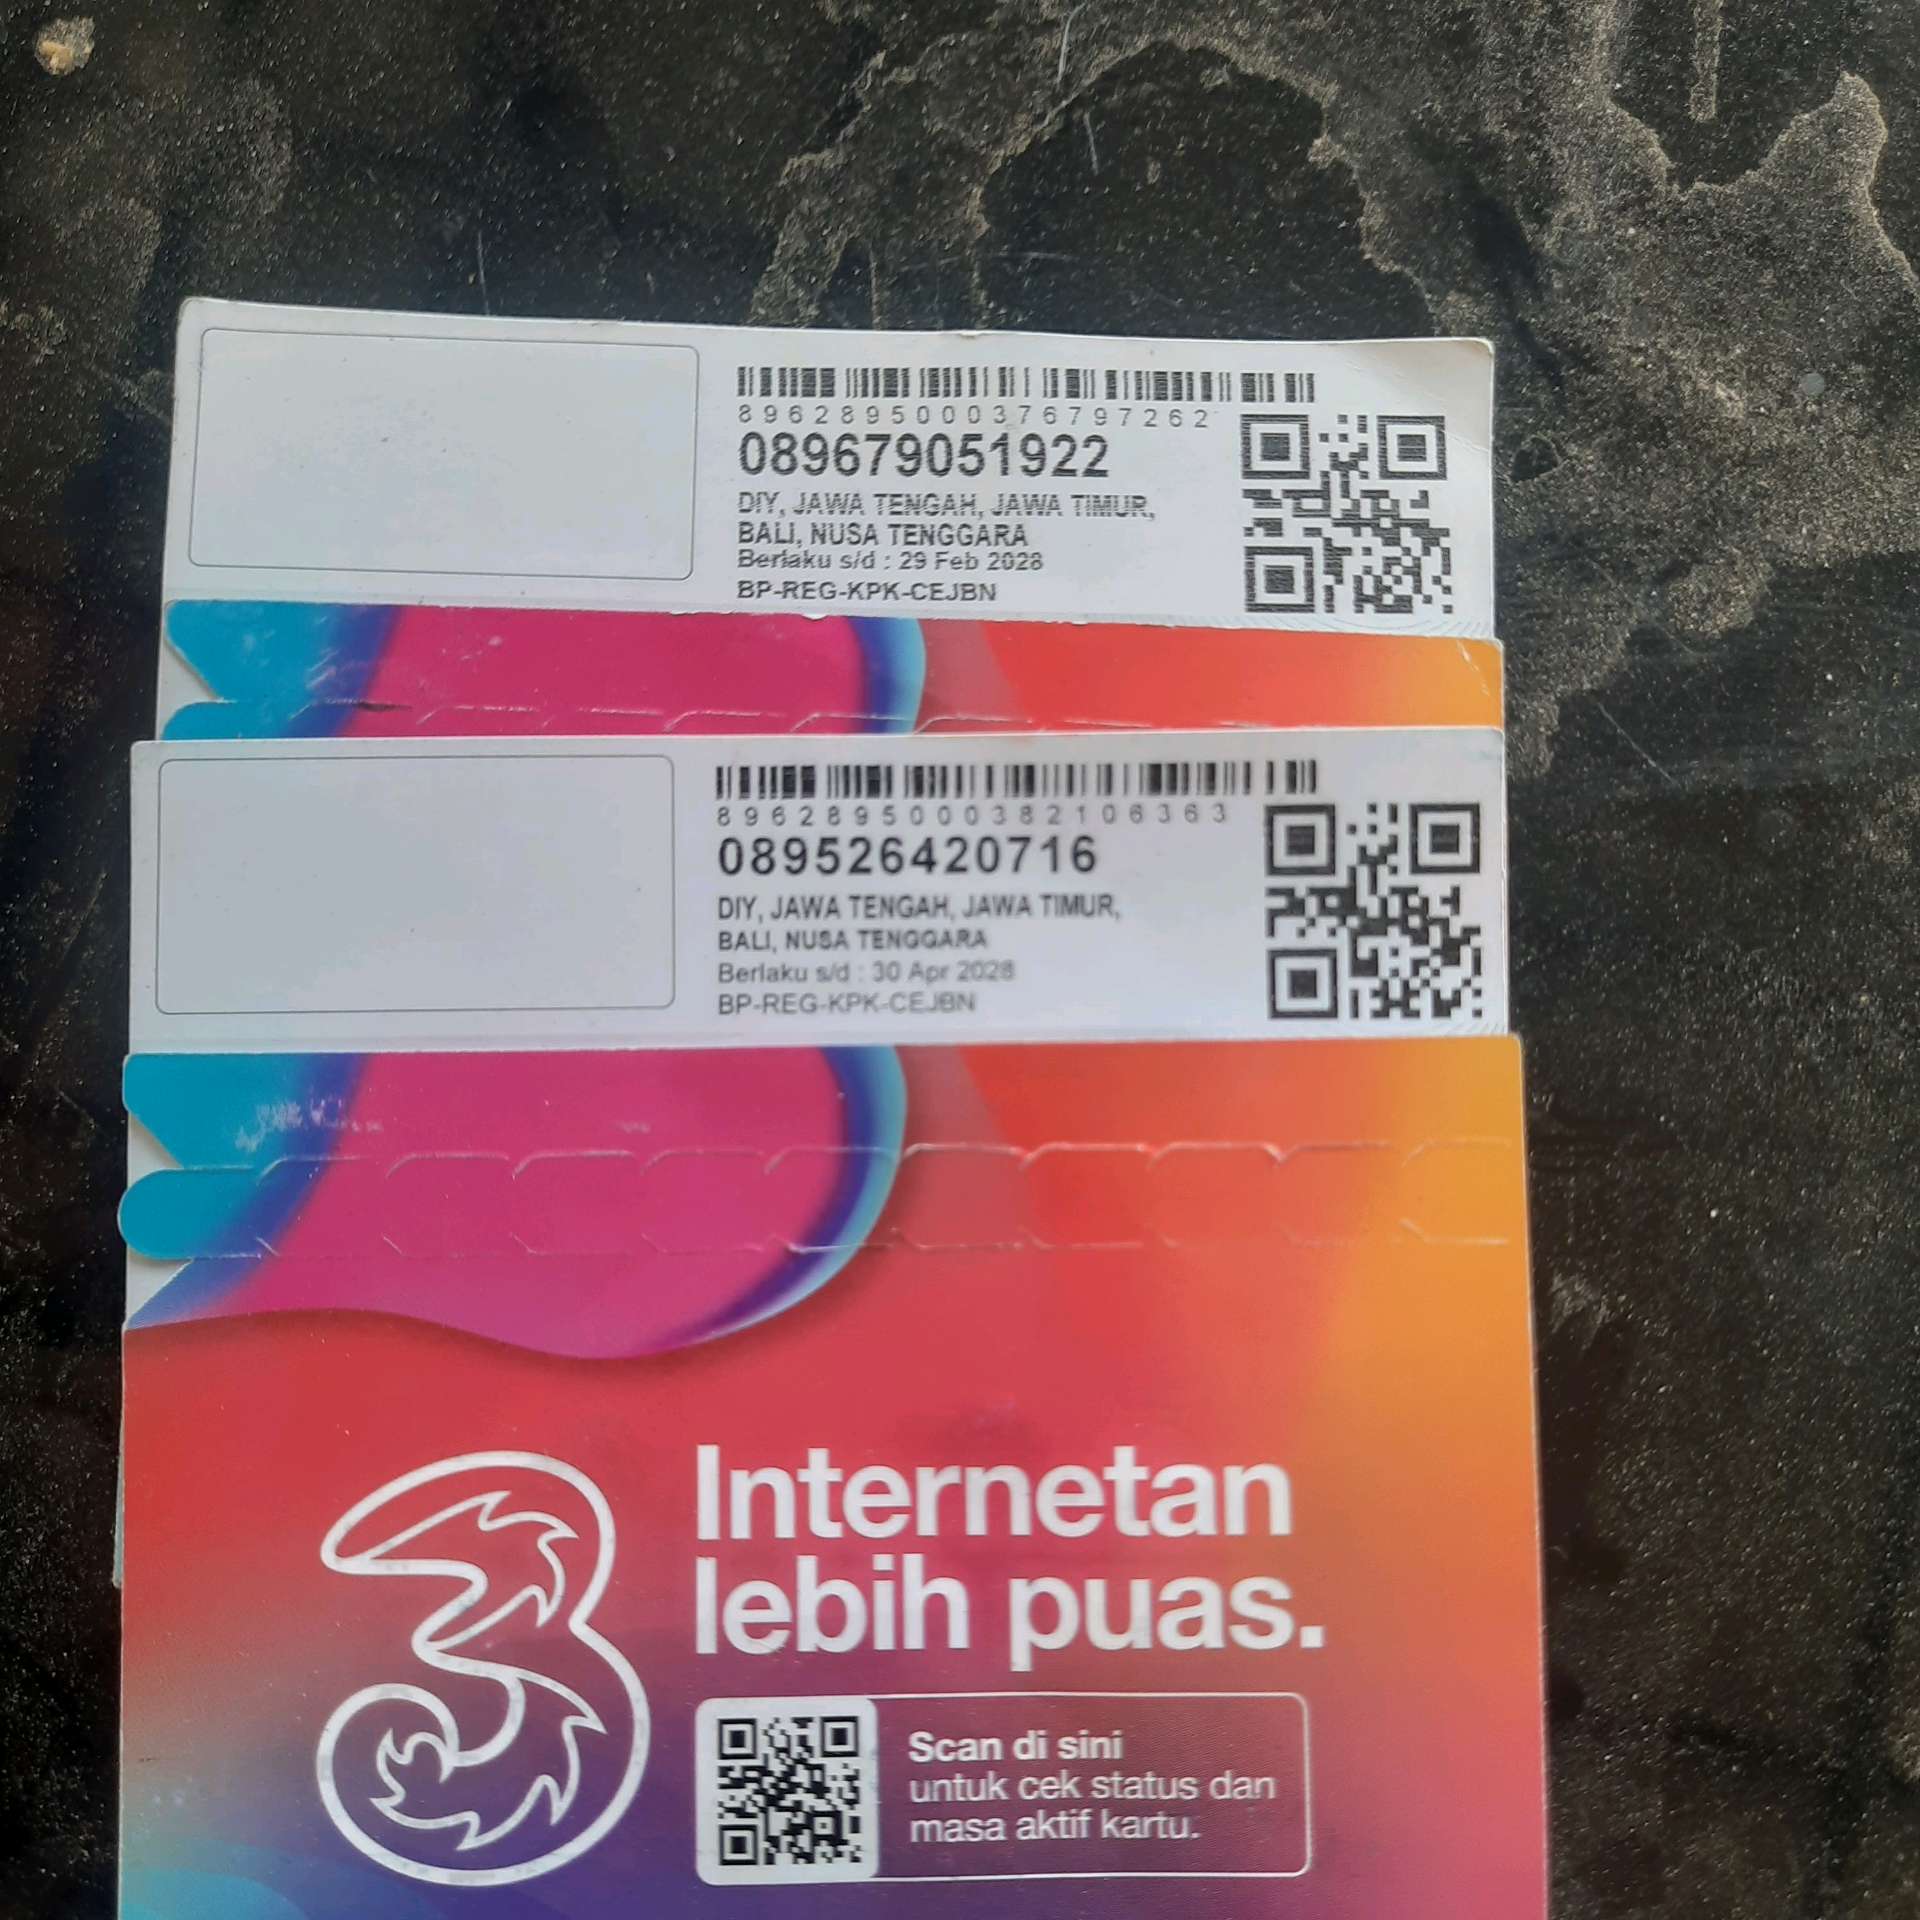 8962895000376797262
089679051922
DIY, JAWA TENGAH, JAWA TIMUR,
BALI, NUSA TENGGARA
Berlaku s/d : 29 Feb 2028
BP-REG-KPK-CEJBN
8962895000382106363
089526420716
DIY, JAWA TENGAH, JAWA TIMUR,
BALI, NUSA TENGGARA
Berlaku s/d : 30 Apr 2028
BP-REG-KPK-CEJBN
3
Internetan
lebih puas.
Scan di sini
untuk cek status dan
masa aktif kartu.